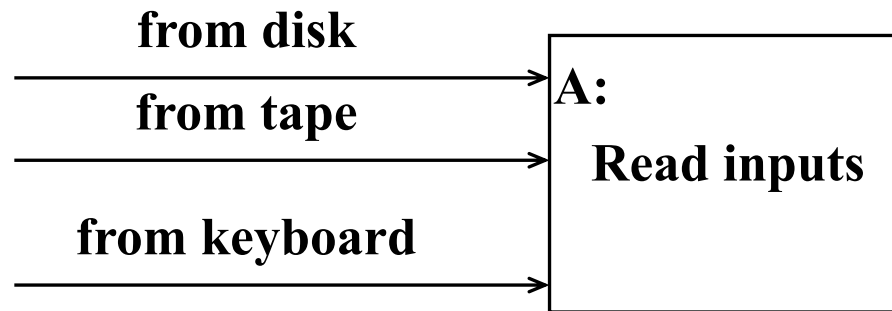 from disk
A:
from tape
Read inputs
from keyboard